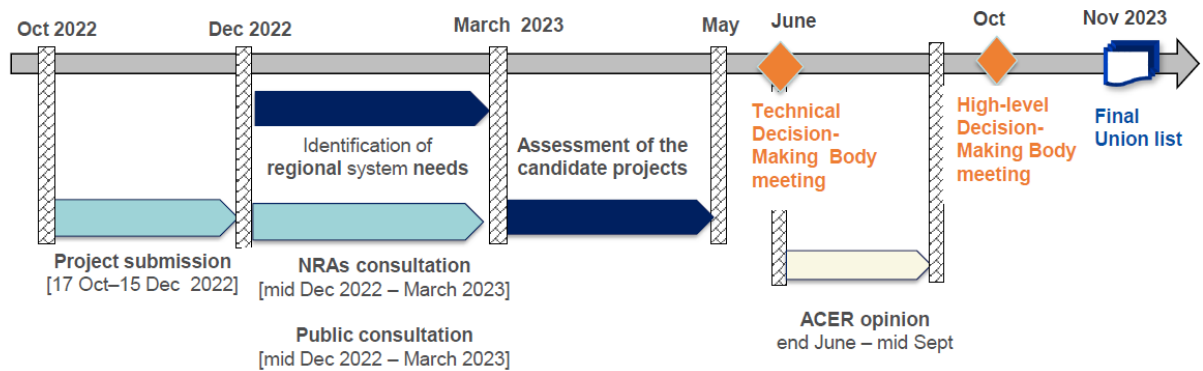 Oct 2022
Dec 2022
March 2023
May
June
Oct
Nov 2023
Identification of
regional system needs
Assessment of the
candidate projects
Technical
Decision-
Making Body
meeting
High-level
Decision-
Making Body
meeting
Final
Union list
Project submission
[17 Oct–15 Dec 2022]
NRAs consultation
[mid Dec 2022 – March 2023]
Public consultation
[mid Dec 2022 – March 2023]
ACER opinion
end June – mid Sept